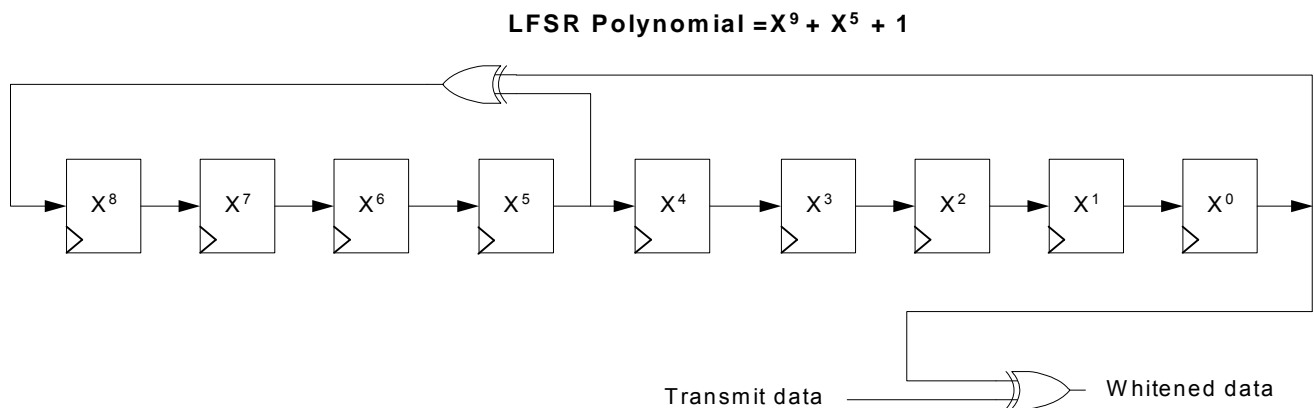 LFSR Polynomial =X⁹ + X⁵ + 1
X⁸ X⁷ X⁶ X⁵ X⁴ X³ X² X¹ X⁰
Transmit data
Whitened data